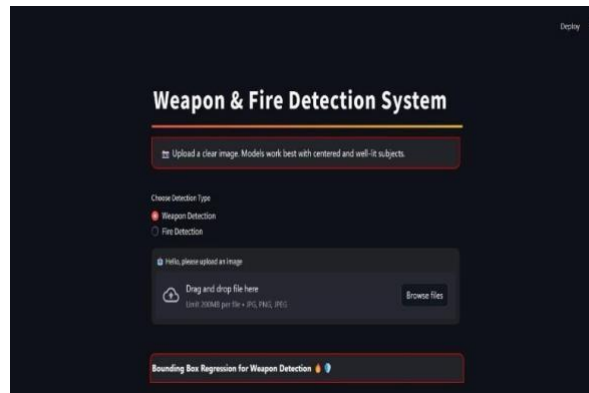 Deploy
Weapon & Fire Detection System
Upload a clear image. Models work best with centered and well-lit subjects.
Choose Detection Type
Weapon Detection
Fire Detection
Hello, please upload an image
Drag and drop file here
Limit 200MB per file • JPG, PNG, JPEG
Browse files
Bounding Box Regression for Weapon Detection